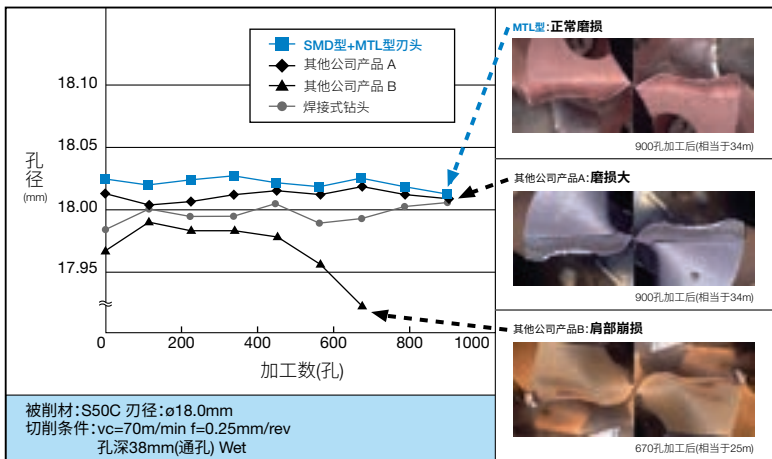 SMD型+MTL型刃头
其他公司产品 A
其他公司产品 B
焊接式钻头
孔径
(mm)
18.10
18.05
18.00
17.95
0
200
400
600
800
1000
加工数(孔)
被削材:S50C 刃径:ø18.0mm
切削条件:vc=70m/min f=0.25mm/rev
孔深38mm(通孔) Wet
MTL型:正常磨损
900孔加工后(相当于34m)
其他公司产品A:磨损大
900孔加工后(相当于34m)
其他公司产品B:肩部崩损
670孔加工后(相当于25m)